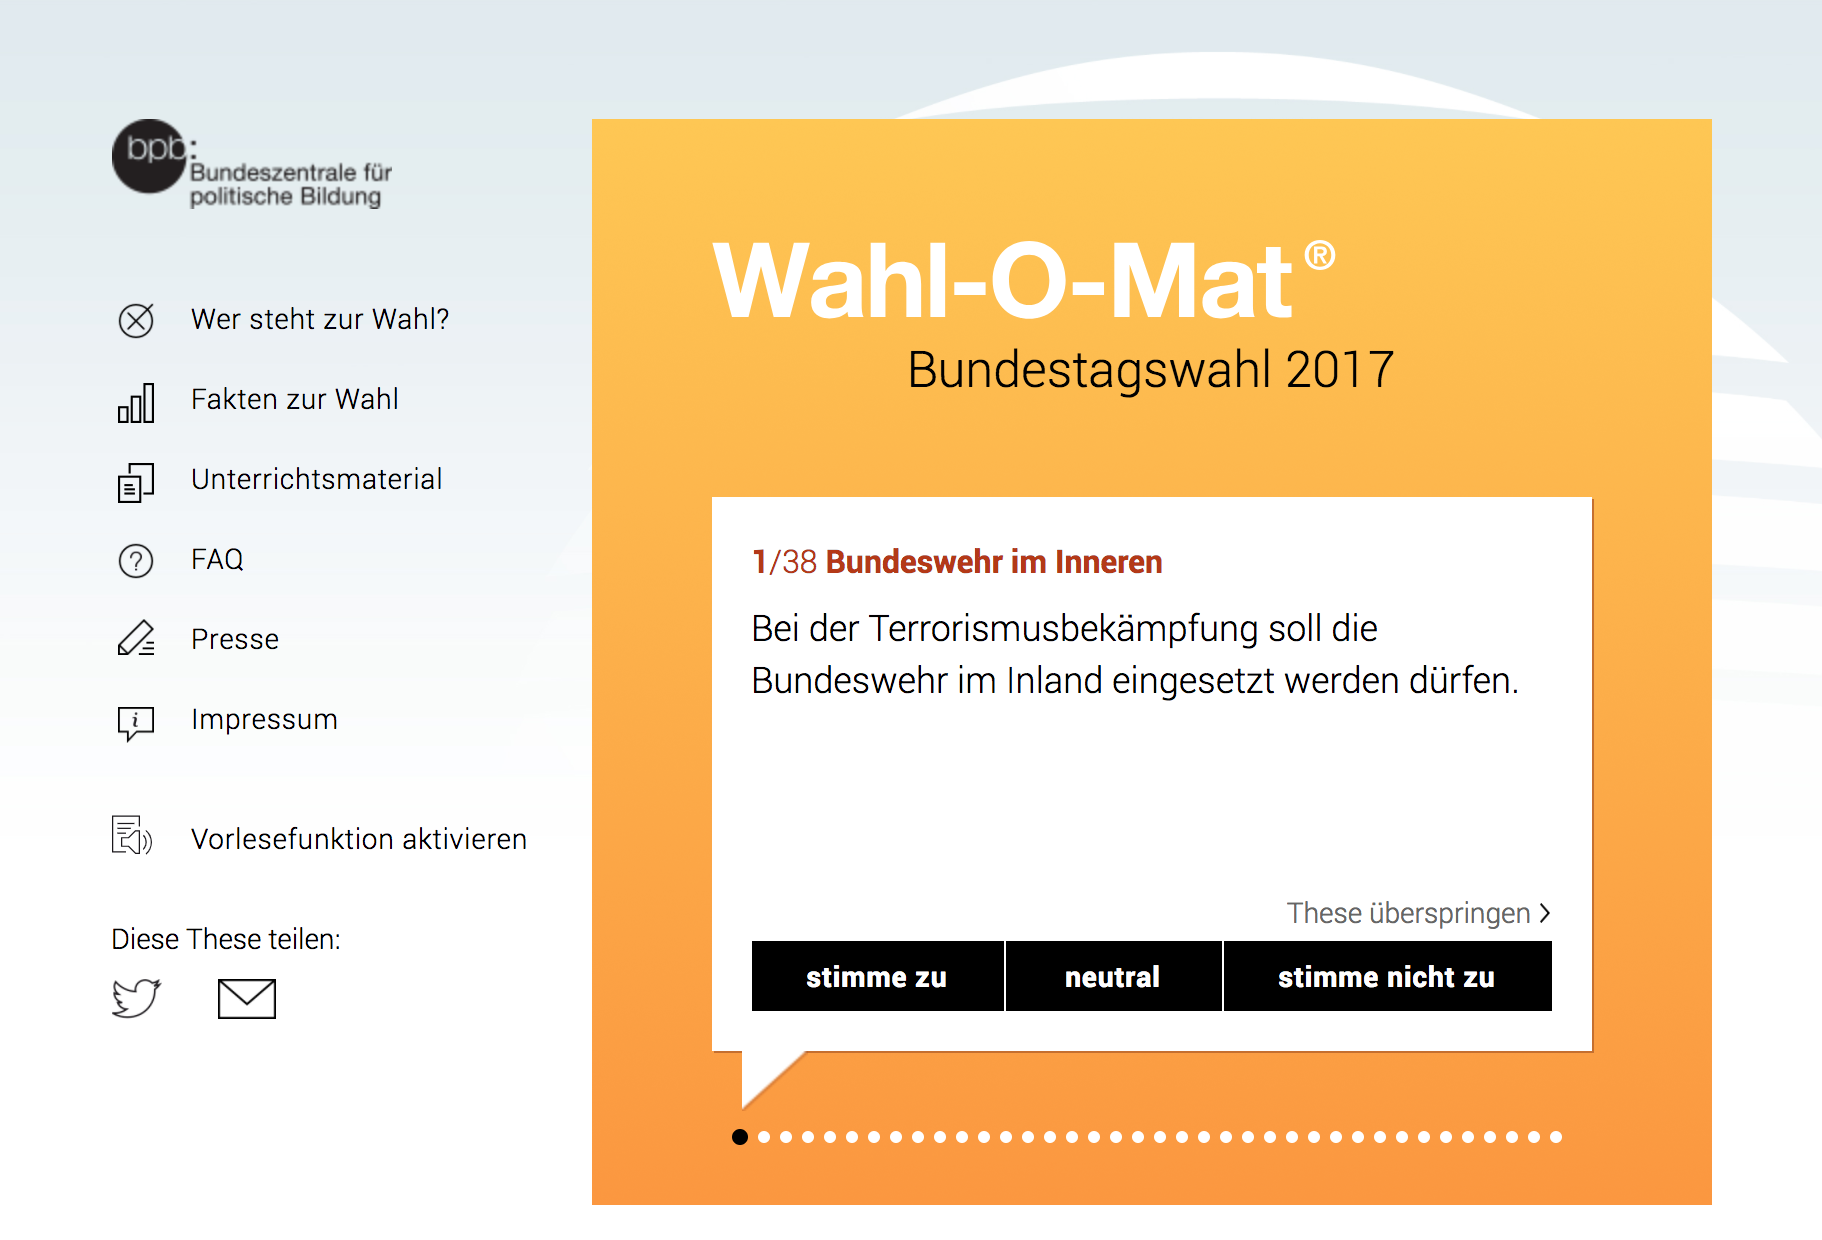 bpb:
Bundeszentrale für
politische Bildung
Wer steht zur Wahl?
Fakten zur Wahl
Unterrichtsmaterial
FAQ
Presse
Impressum
Vorlesefunktion aktivieren
Diese These teilen:
Wahl-O-Mat®
Bundestagswahl 2017
1/38 Bundeswehr im Inneren
Bei der Terrorismusbekämpfung soll die
Bundeswehr im Inland eingesetzt werden dürfen.
These überspringen
stimme zu neutral stimme nicht zu